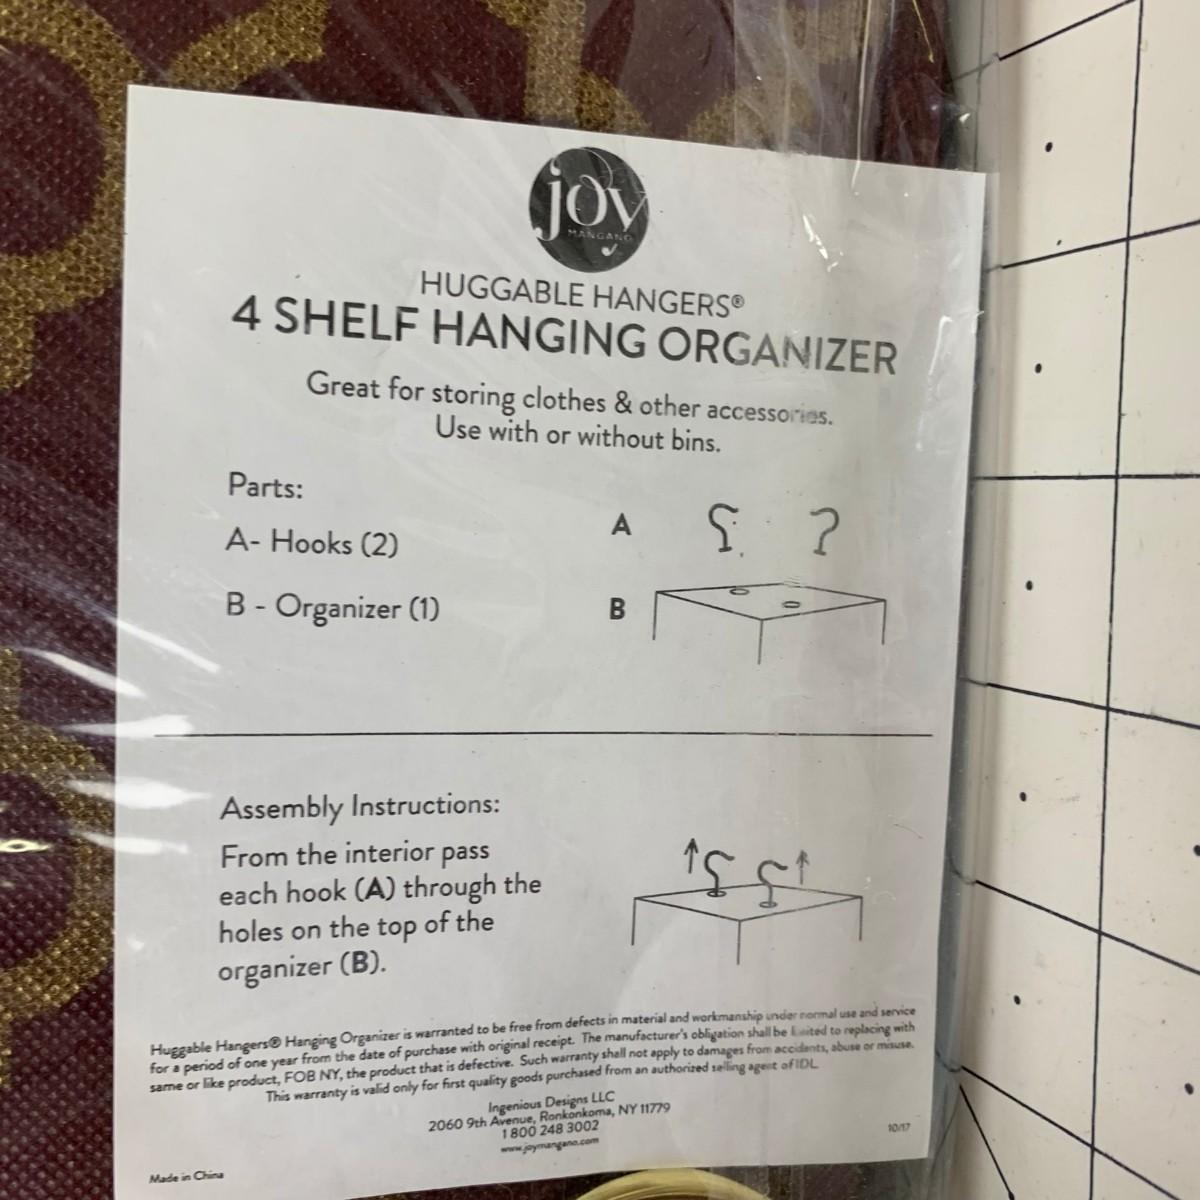 joy
MANGANO
HUGGABLE HANGERS®
4 SHELF HANGING ORGANIZER
Great for storing clothes & other accessories.
Use with or without bins.
Parts:
A- Hooks (2)
B - Organizer (1)
A
B
Assembly Instructions:
From the interior pass
each hook (A) through the
holes on the top of the
organizer (B).
Huggable Hangers® Hanging Organizer is warranted to be free from defects in material and workmanship under normal use and service
for a period of one year from the date of purchase with original receipt. The manufacturer's obligation shall be limited to replacing with
same or like product, FOB NY, the product that is defective. Such warranty shall not apply to damages from accidents, abuse or misuse.
This warranty is valid only for first quality goods purchased from an authorized selling agent of IDL
Ingenious Designs LLC
2060 9th Avenue, Ronkonkoma, NY 11779
1 800 248 3002
www.joymangano.com
10/17
Made in China